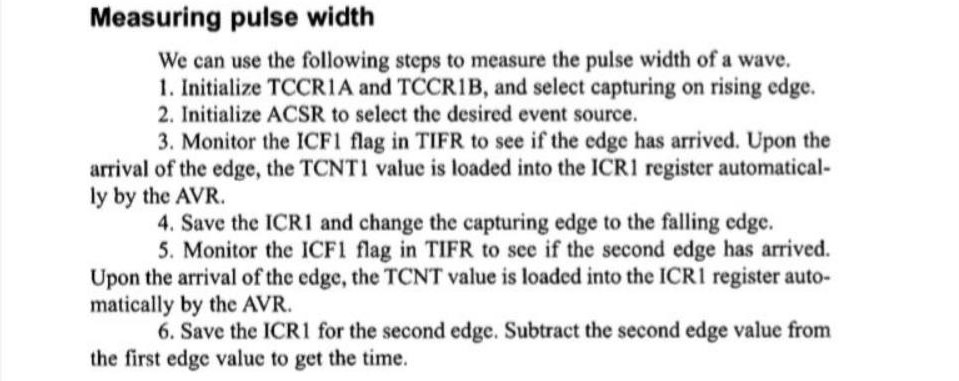 Measuring pulse width
We can use the following steps to measure the pulse width of a wave.
1. Initialize TCCR1A and TCCR1B, and select capturing on rising edge.
2. Initialize ACSR to select the desired event source.
3. Monitor the ICF1 flag in TIFR to see if the edge has arrived. Upon the
arrival of the edge, the TCNT1 value is loaded into the ICR1 register automatical-
ly by the AVR.
4. Save the ICR1 and change the capturing edge to the falling edge.
5. Monitor the ICF1 flag in TIFR to see if the second edge has arrived.
Upon the arrival of the edge, the TCNT value is loaded into the ICR1 register auto-
matically by the AVR.
6. Save the ICR1 for the second edge. Subtract the second edge value from
the first edge value to get the time.